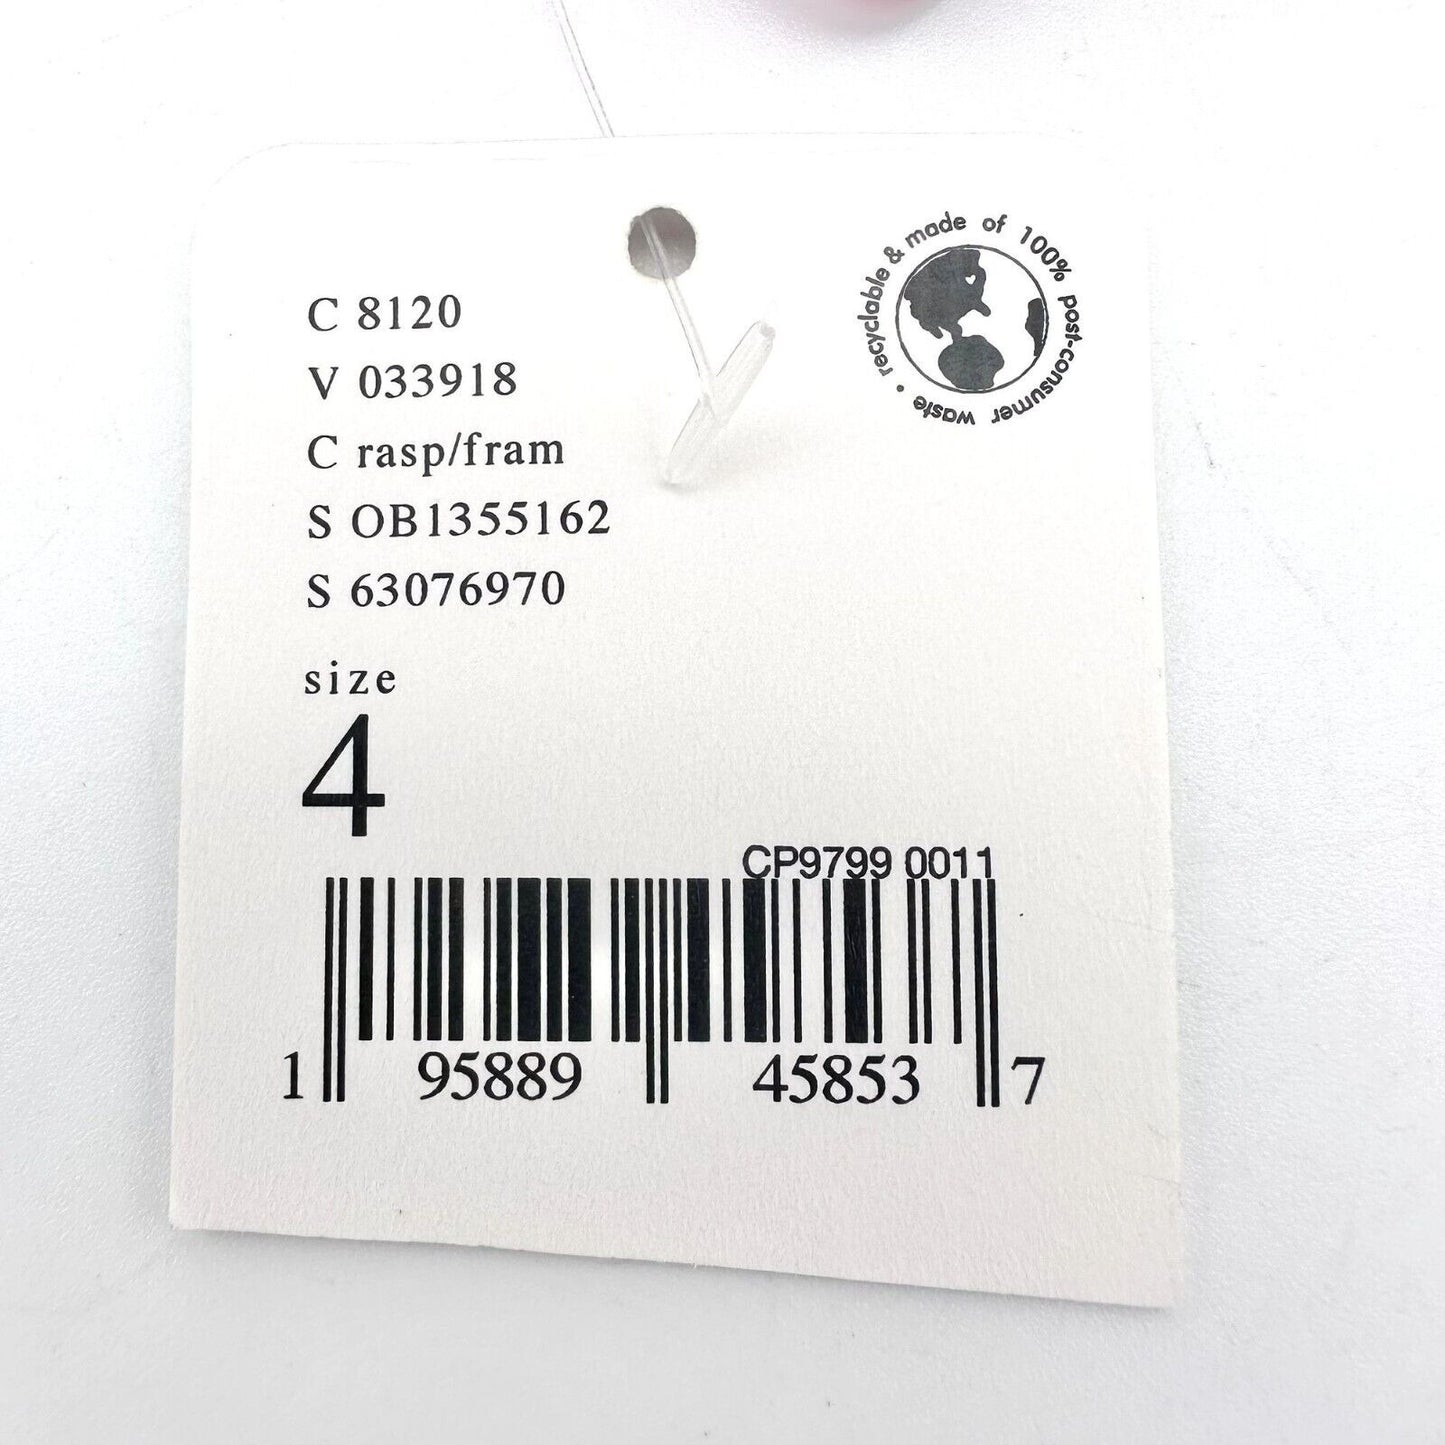 recyclable & made of 100% post-consumer waste •
C 8120
V 033918
C rasp/fram
S OB1355162
S 63076970
size
4
CP9799 0011
1 95889 45853 7